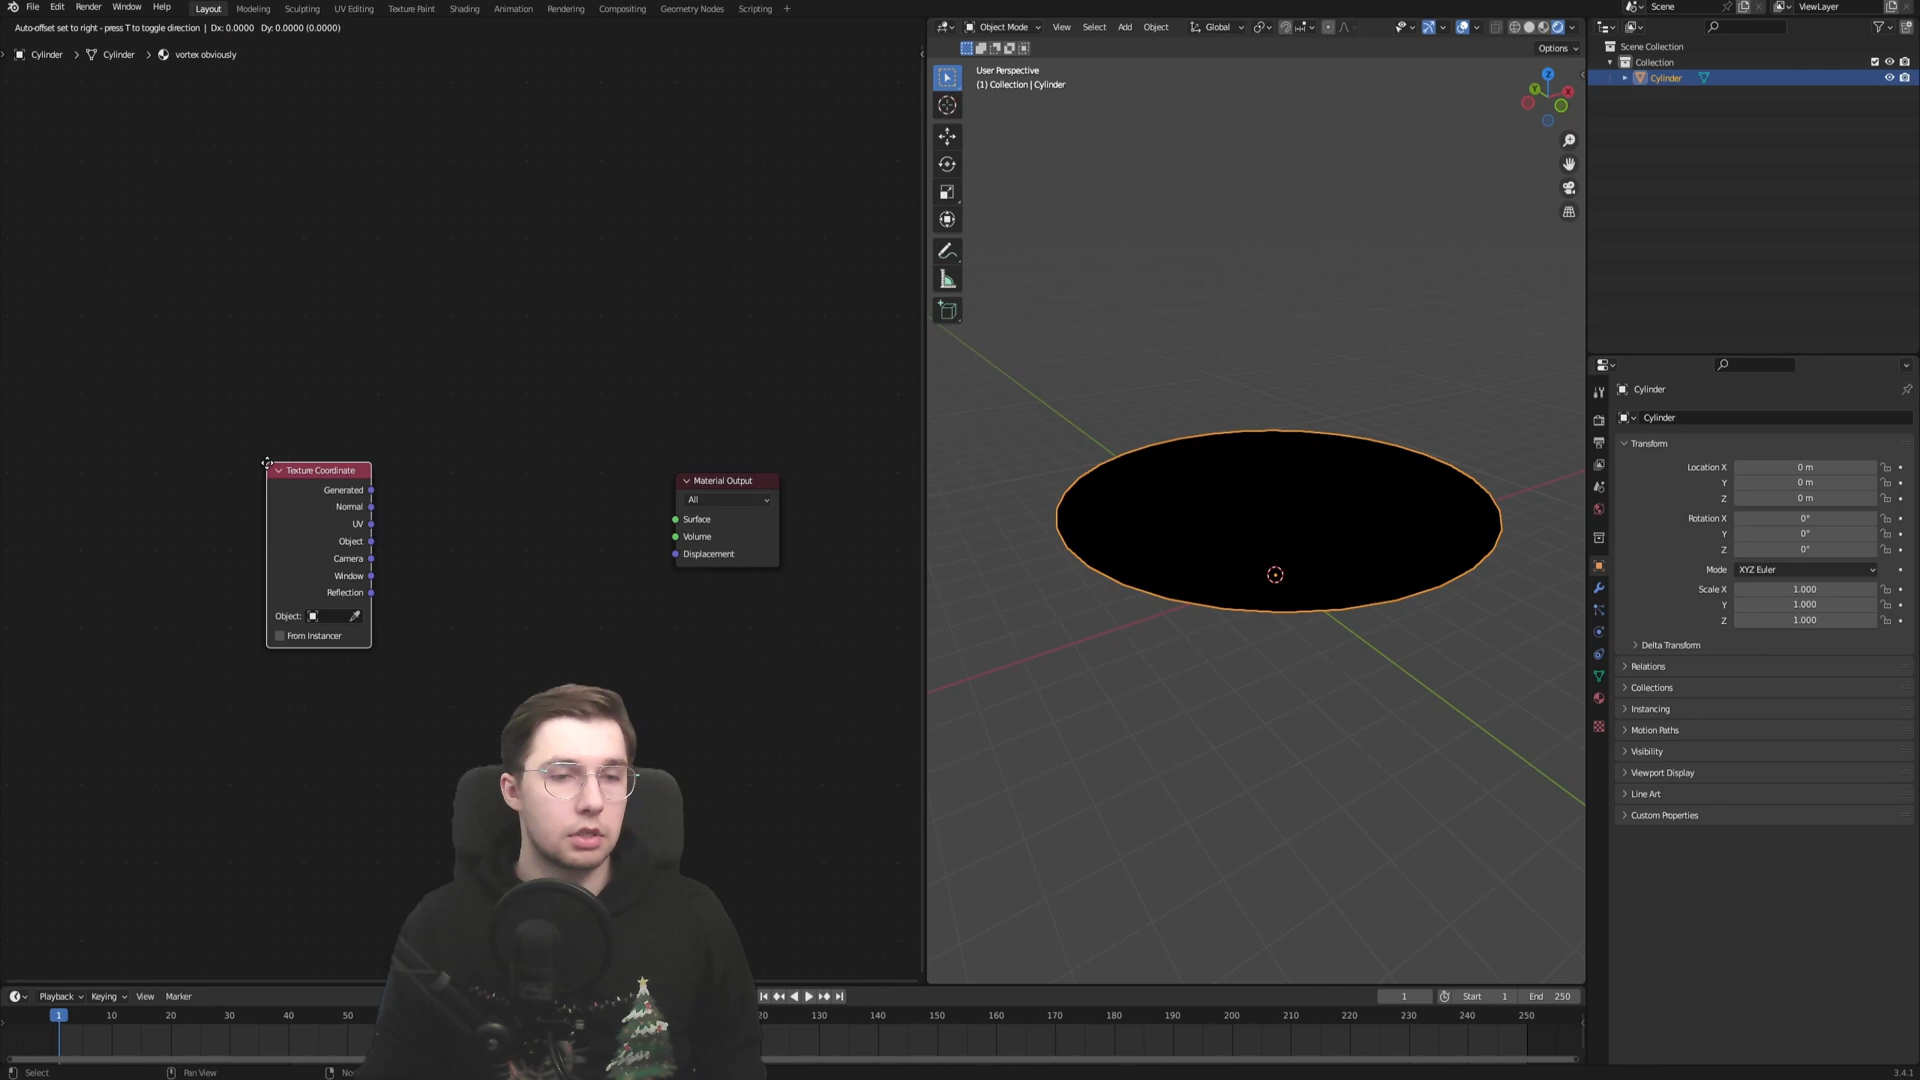 File Edit Render Window Help Layout Modeling Sculpting UV Editing Texture Paint Shading Animation Rendering Compositing Geometry Nodes Scripting + Scene ViewLayer
Auto-offset set to right - press T to toggle direction | Dx: 0.0000 Dy: 0.0000 (0.0000)
Object Mode View Select Add Object Global
Options
Cylinder > Cylinder > vortex obviously
User Perspective
(1) Collection | Cylinder
Z
Y
X
Scene Collection
Collection
Cylinder
Texture Coordinate
Generated
Normal
UV
Object
Camera
Window
Reflection
Object:
From Instancer
Material Output
All
Surface
Volume
Displacement
Cylinder
Cylinder
Transform
Location X 0 m
Y 0 m
Z 0 m
Rotation X 0°
Y 0°
Z 0°
Mode XYZ Euler
Scale X 1.000
Y 1.000
Z 1.000
Delta Transform
Relations
Collections
Instancing
Motion Paths
Visibility
Viewport Display
Line Art
Custom Properties
Playback Keying View Marker
1 Start 1 End 250
1 10 20 30 40 50 20 130 140 150 160 170 180 190 200 210 220 230 240 250
Select Pan View No
3.4.1